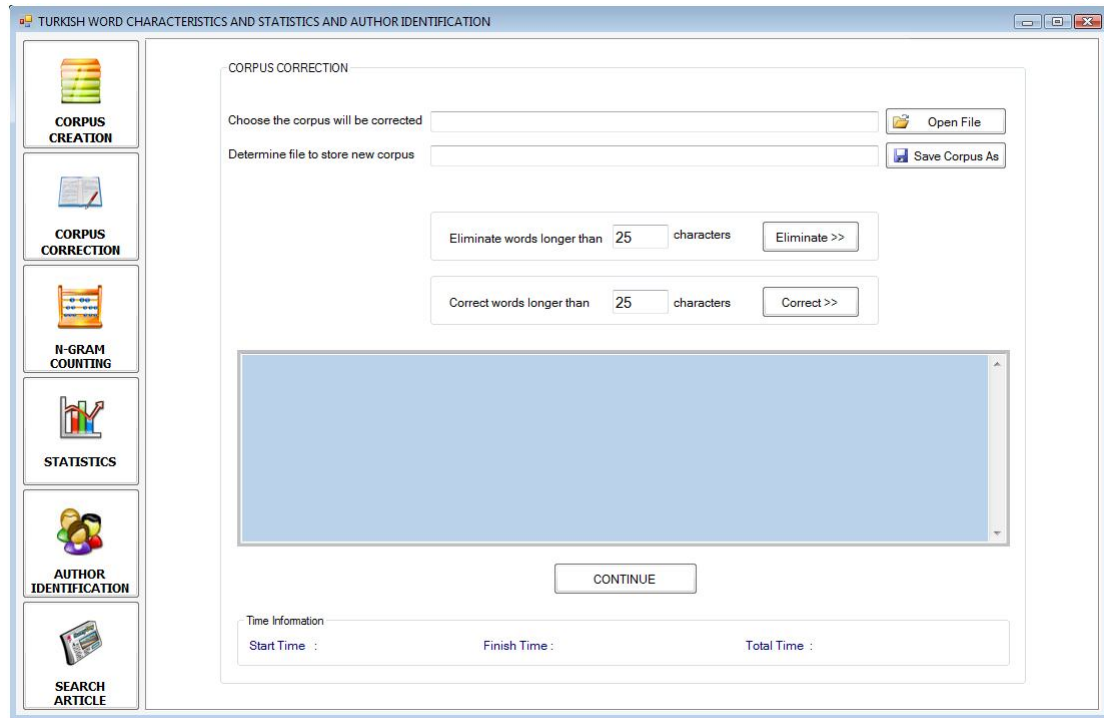 TURKISH WORD CHARACTERISTICS AND STATISTICS AND AUTHOR IDENTIFICATION
CORPUS
CREATION
CORPUS
CORRECTION
N-GRAM
COUNTING
STATISTICS
AUTHOR
IDENTIFICATION
SEARCH
ARTICLE
CORPUS CORRECTION
Choose the corpus will be corrected
Open File
Determine file to store new corpus
Save Corpus As
Eliminate words longer than 25 characters
Eliminate >>
Correct words longer than 25 characters
Correct >>
CONTINUE
Time Information
Start Time :
Finish Time :
Total Time :